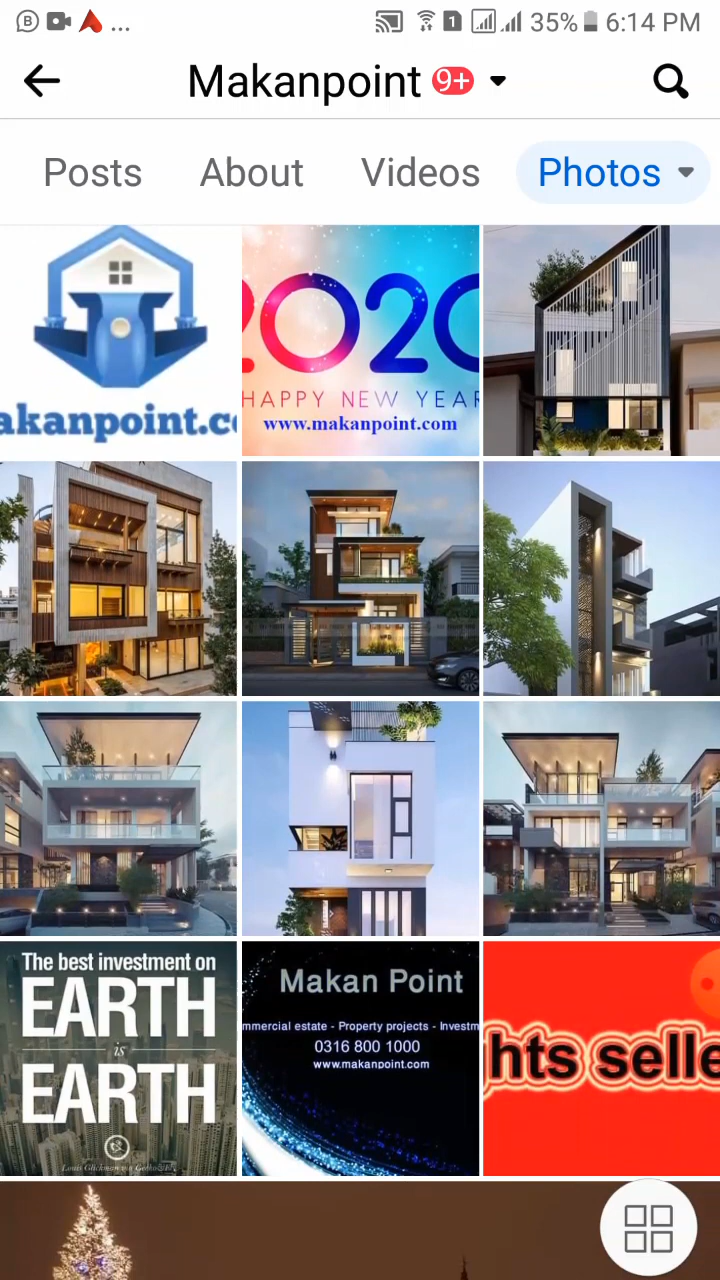 ... 1 35% 6:14 PM
Makanpoint 9+
Posts About Videos Photos
akanpoint.c
2020
HAPPY NEW YEAR
www.makanpoint.com
The best investment on
EARTH
is
EARTH
Makan Point
mmercial estate - Property projects - Investm
0316 800 1000
www.makanpoint.com
hts selle